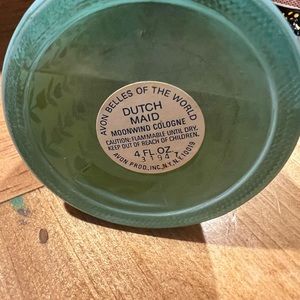 AVON BELLES OF THE WORLD
DUTCH
MAID
MOONWIND COLOGNE
CAUTION: FLAMMABLE UNTIL DRY.
KEEP OUT OF REACH OF CHILDREN.
4 FL. OZ.
AVON PROD., INC., N.Y., N.Y. 10019